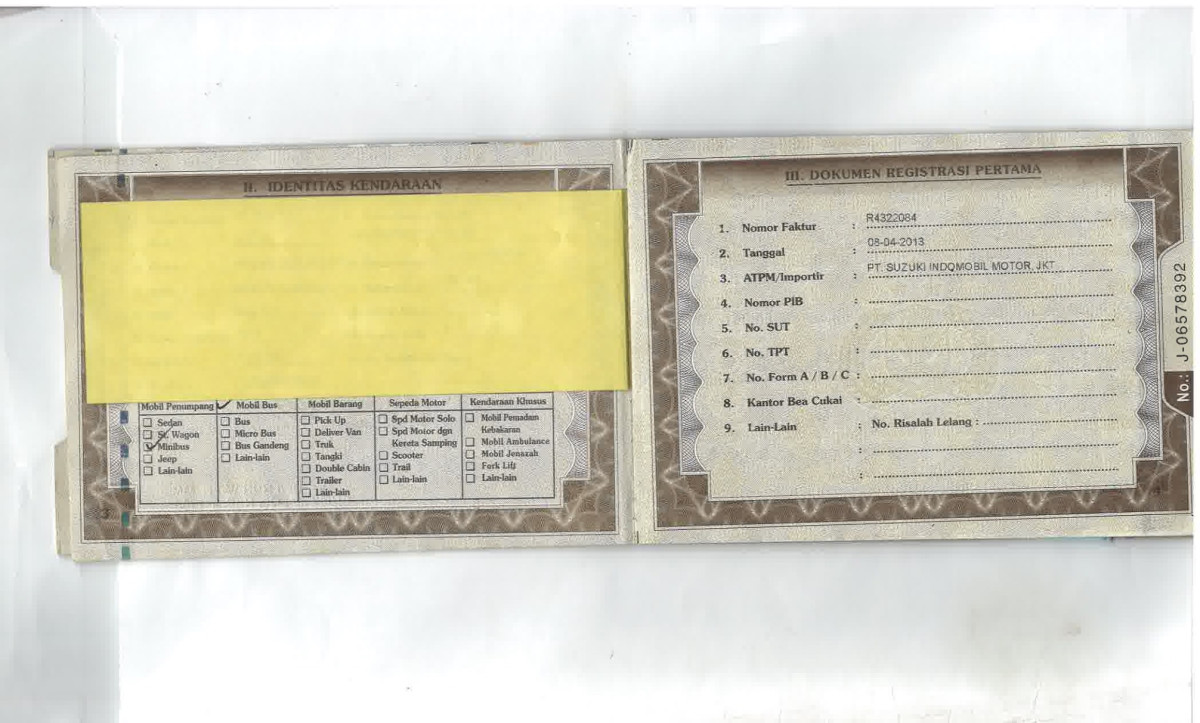 II. IDENTITAS KENDARAAN
Mobil Penumpang
Sedan
St. Wagon
Minibus
Jeep
Lain-lain
Mobil Bus
Bus
Micro Bus
Bus Gandeng
Lain-lain
Mobil Barang
Pick Up
Deliver Van
Truk
Tangki
Double Cabin
Trailer
Lain-lain
Sepeda Motor
Spd Motor Solo
Spd Motor dgn
Kereta Samping
Scooter
Trail
Lain-lain
Kendaraan Khusus
Mobil Pemadam
Kebakaran
Mobil Ambulance
Mobil Jenazah
Fork Lift
Lain-lain
3
III. DOKUMEN REGISTRASI PERTAMA
1. Nomor Faktur : R4322084
2. Tanggal : 08-04-2013
3. ATPM/Importir : PT. SUZUKI INDOMOBIL MOTOR, JKT
4. Nomor PIB :
5. No. SUT :
6. No. TPT :
7. No. Form A / B / C :
8. Kantor Bea Cukai :
9. Lain-Lain : No. Risalah Lelang :
:
:
4
No.: J-06578392